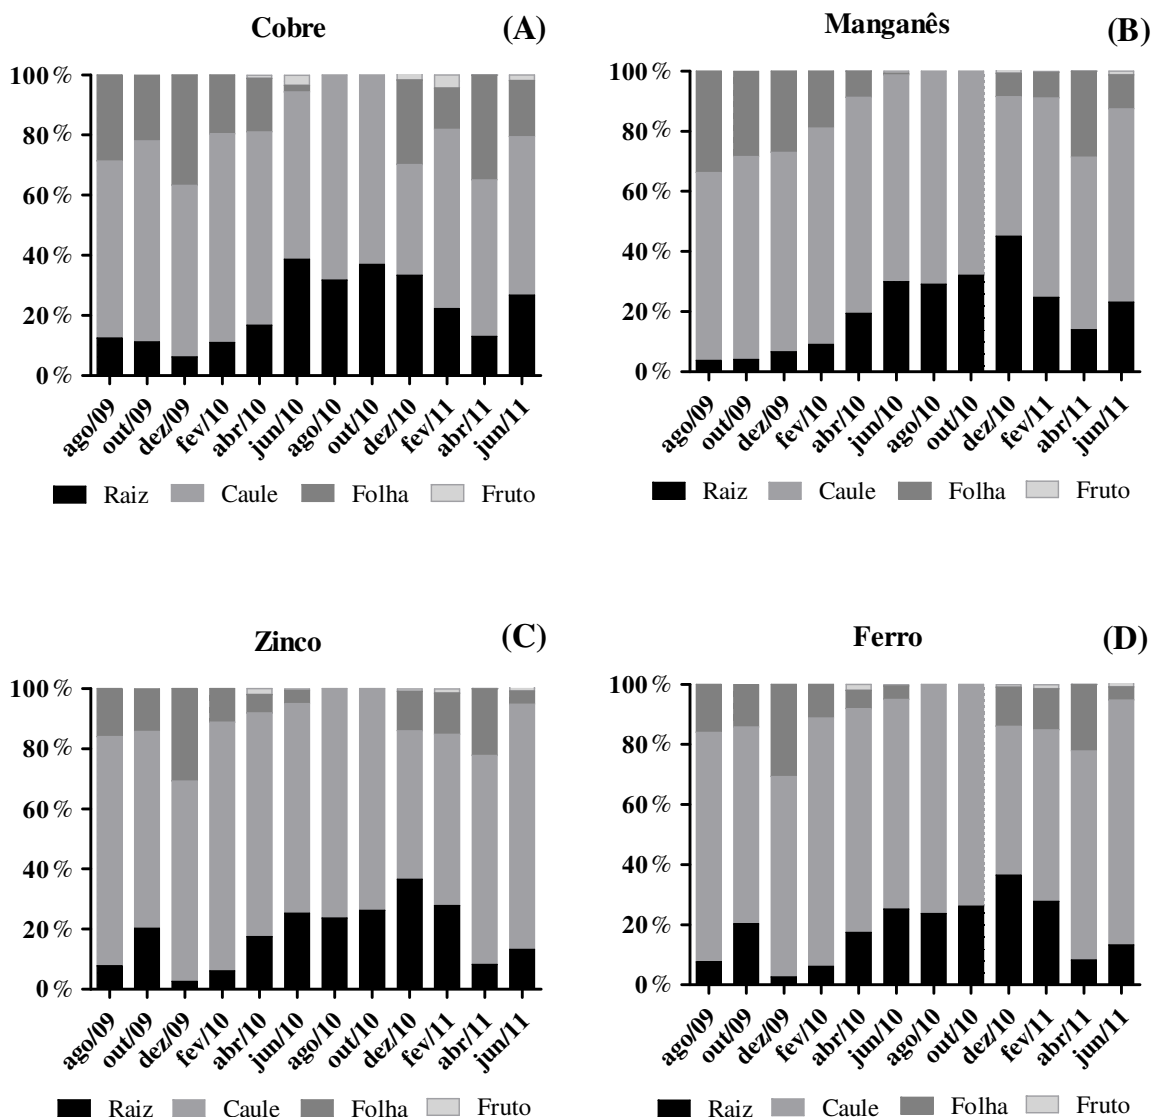 Cobre (A)
100 %
80 %
60 %
40 %
20 %
0 %
ago/09 out/09 dez/09 fev/10 abr/10 jun/10 ago/10 out/10 dez/10 fev/11 abr/11 jun/11
Raiz Caule Folha Fruto
Manganês (B)
100 %
80 %
60 %
40 %
20 %
0 %
ago/09 out/09 dez/09 fev/10 abr/10 jun/10 ago/10 out/10 dez/10 fev/11 abr/11 jun/11
Raiz Caule Folha Fruto
Zinco (C)
100 %
80 %
60 %
40 %
20 %
0 %
ago/09 out/09 dez/09 fev/10 abr/10 jun/10 ago/10 out/10 dez/10 fev/11 abr/11 jun/11
Raiz Caule Folha Fruto
Ferro (D)
100 %
80 %
60 %
40 %
20 %
0 %
ago/09 out/09 dez/09 fev/10 abr/10 jun/10 ago/10 out/10 dez/10 fev/11 abr/11 jun/11
Raiz Caule Folha Fruto